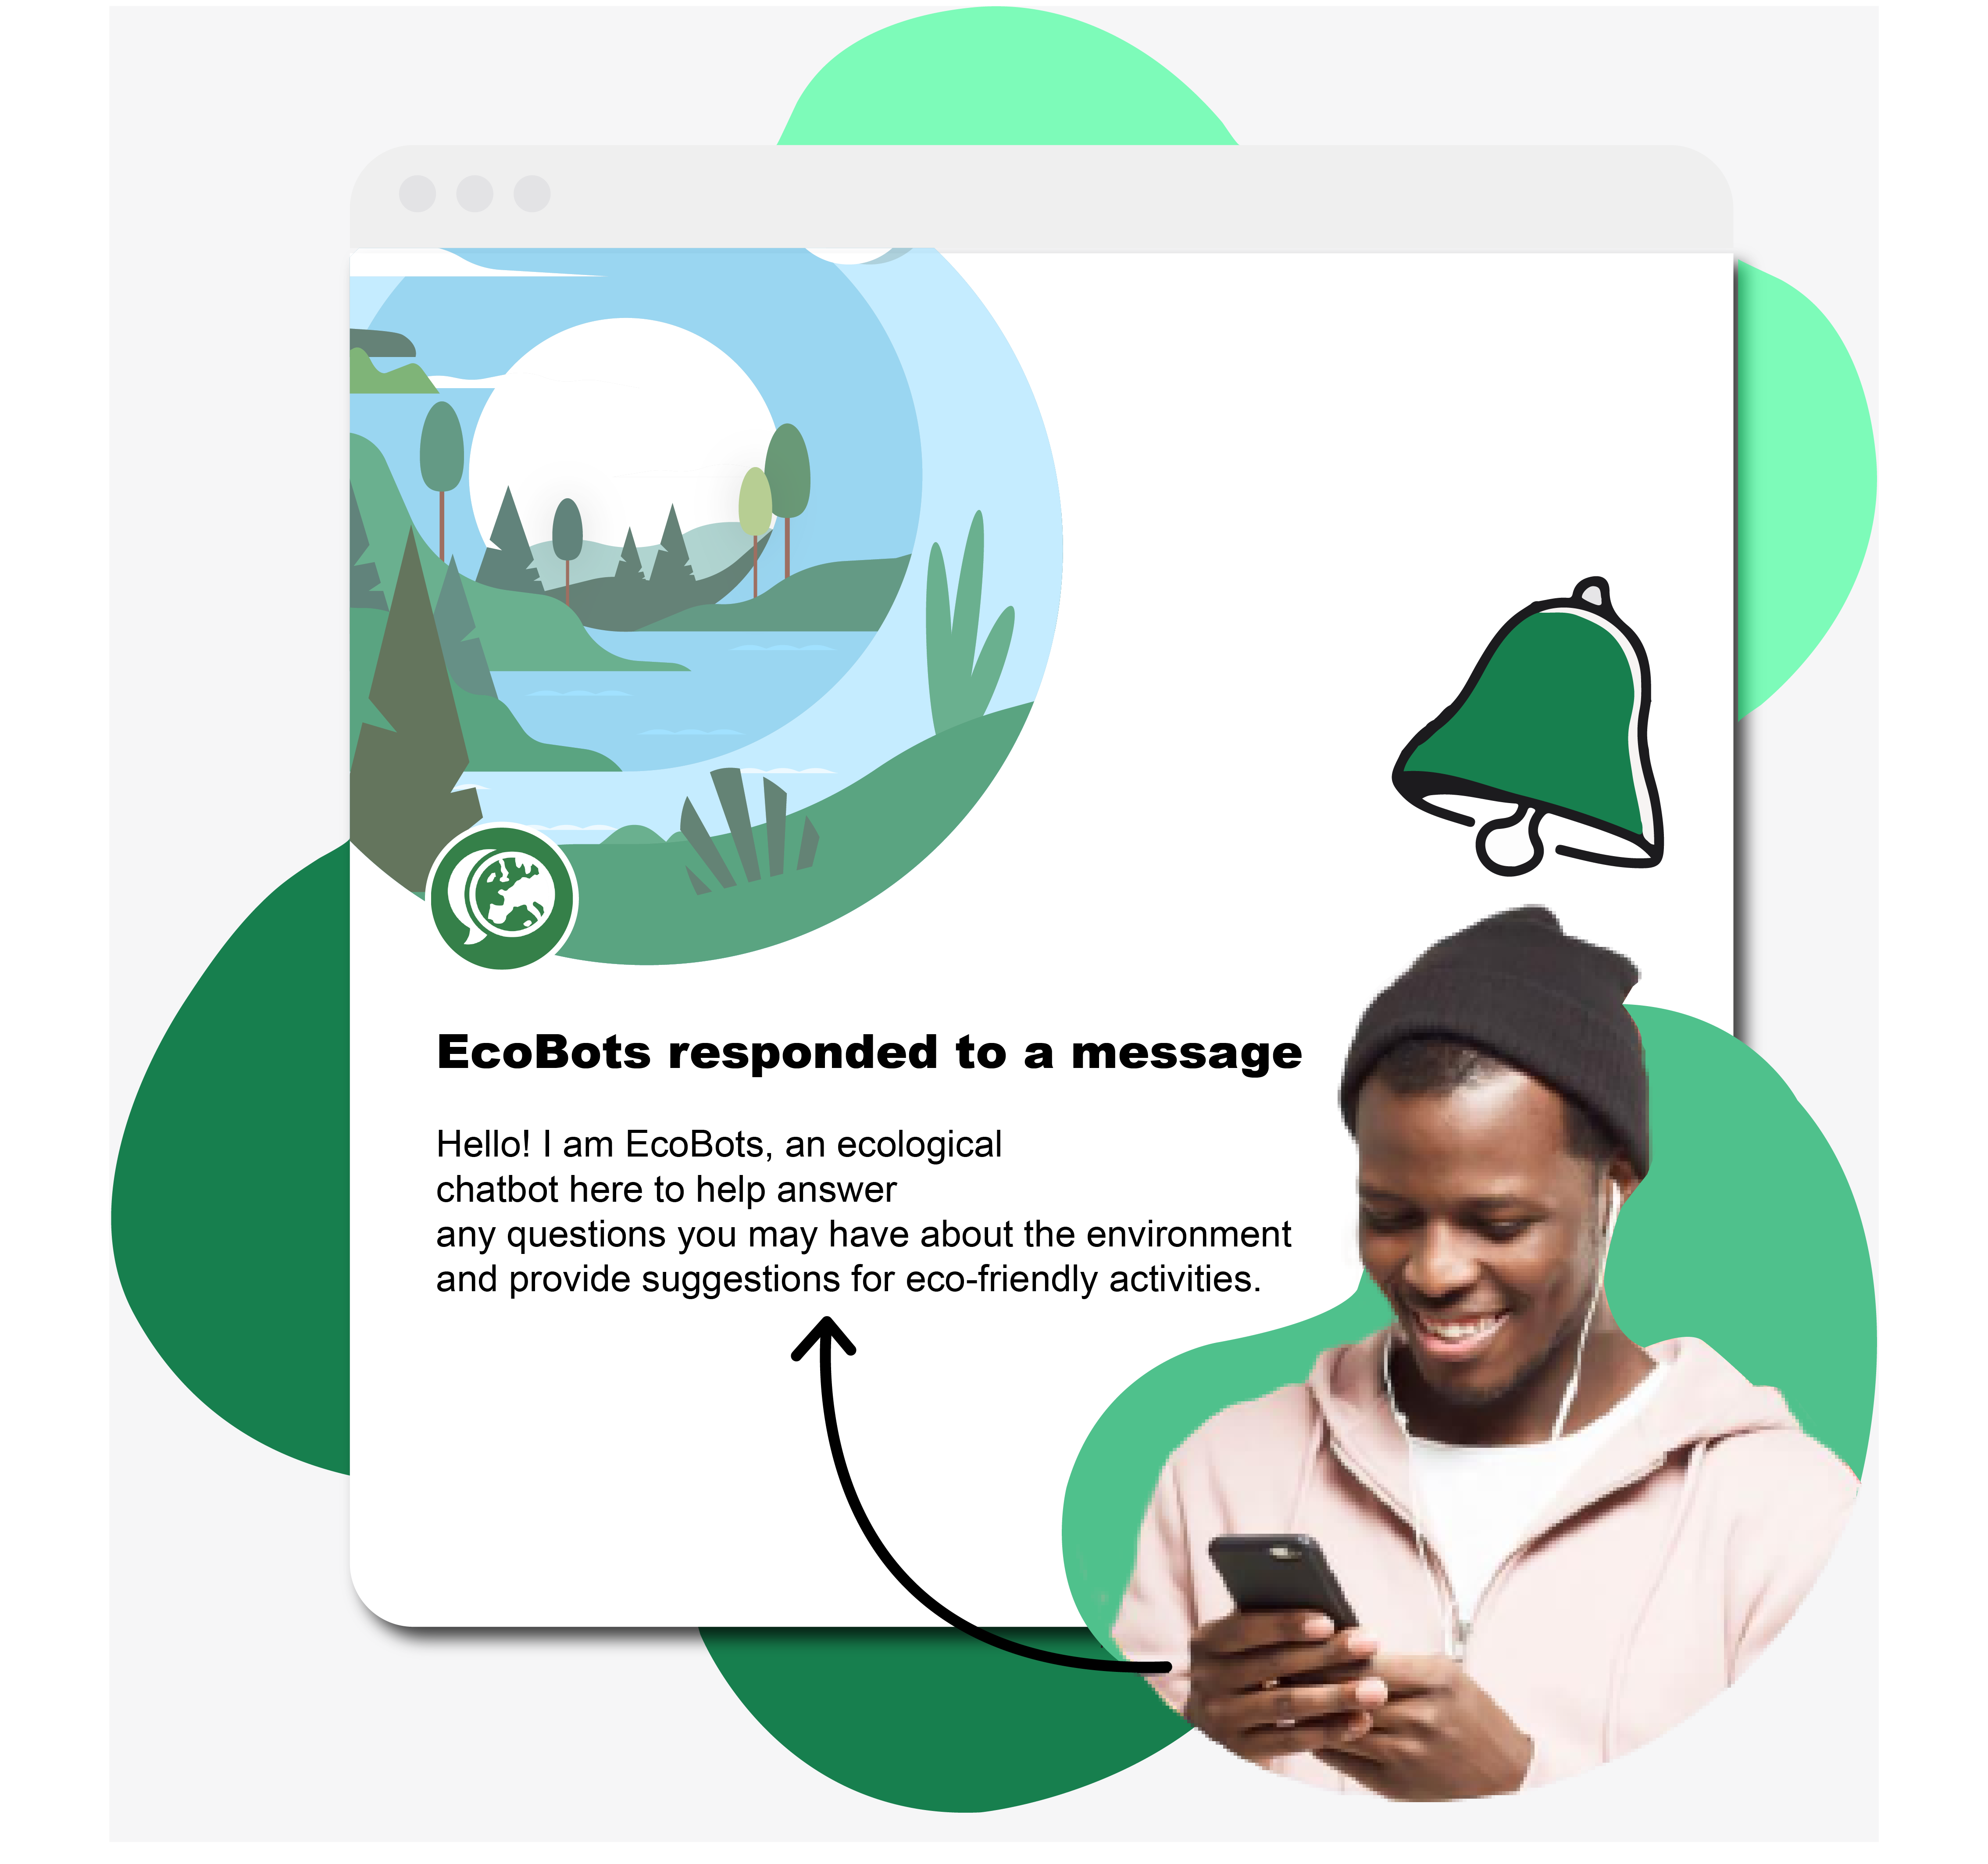 EcoBots responded to a message
Hello! I am EcoBots, an ecological
chatbot here to help answer
any questions you may have about the environment
and provide suggestions for eco-friendly activities.